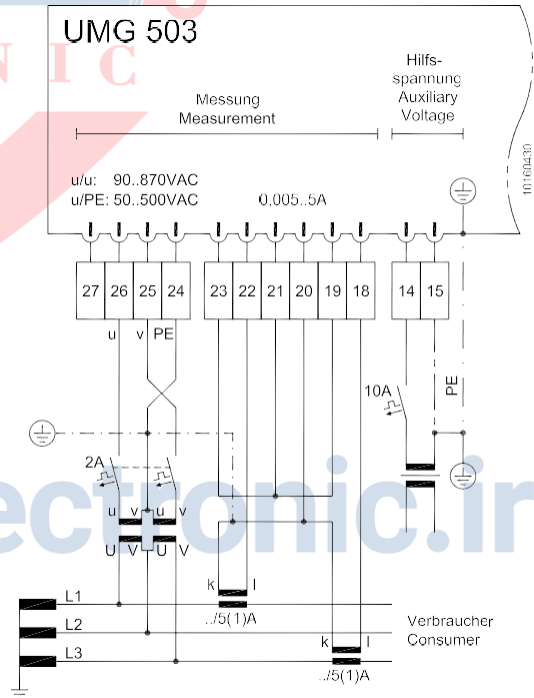 NIC
UMG 503
Hilfs-
spannung
Auxiliary
Voltage
Messung
Measurement
u/u: 90..870VAC
u/PE: 50..500VAC
0,005..5A
10160430
27 26 25 24 23 22 21 20 19 18 14 15
u v PE
10A
PE
2A
u v u v
U V U V
ectronic.in
k l
L1
../5(1)A
L2
Verbraucher
Consumer
k l
L3
../5(1)A